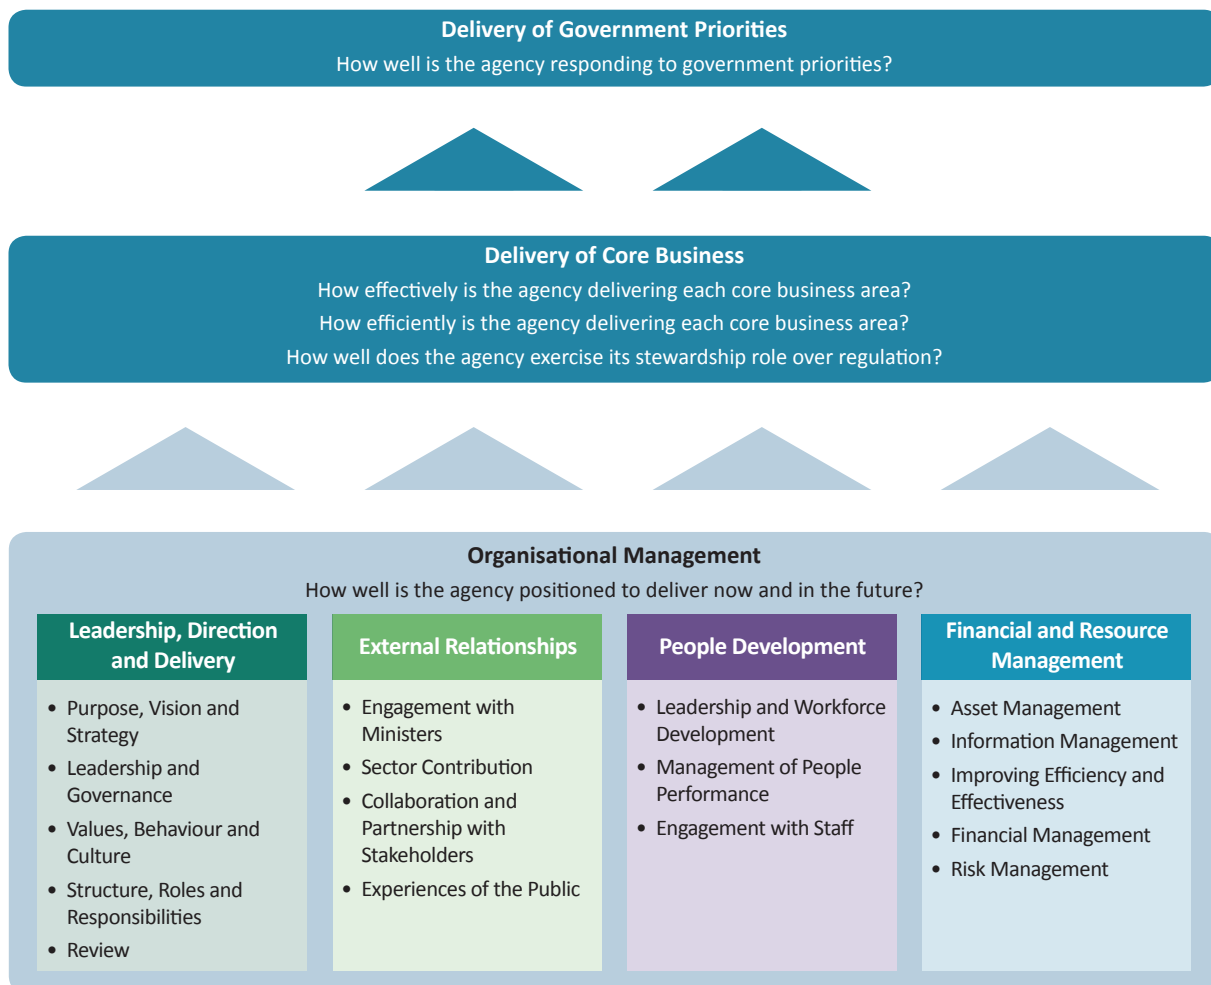 Delivery of Government Priorities
How well is the agency responding to government priorities?
Delivery of Core Business
How effectively is the agency delivering each core business area?
How efficiently is the agency delivering each core business area?
How well does the agency exercise its stewardship role over regulation?
Organisational Management
How well is the agency positioned to deliver now and in the future?
Leadership, Direction
and Delivery
• Purpose, Vision and
Strategy
• Leadership and
Governance
• Values, Behaviour and
Culture
• Structure, Roles and
Responsibilities
• Review
External Relationships
• Engagement with
Ministers
• Sector Contribution
• Collaboration and
Partnership with
Stakeholders
• Experiences of the Public
People Development
• Leadership and Workforce
Development
• Management of People
Performance
• Engagement with Staff
Financial and Resource
Management
• Asset Management
• Information Management
• Improving Efficiency and
Effectiveness
• Financial Management
• Risk Management